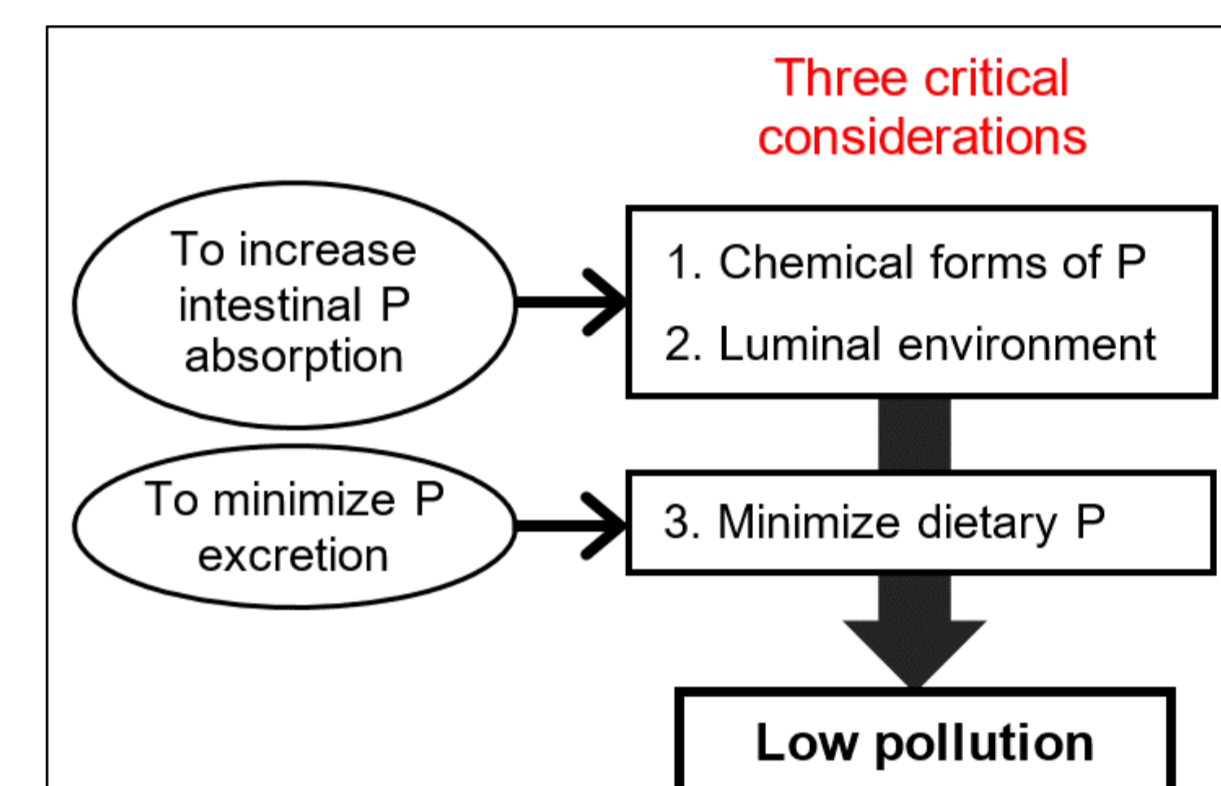 Three critical
considerations
To increase
intestinal P
absorption
1. Chemical forms of P
2. Luminal environment
To minimize P
excretion
3. Minimize dietary P
Low pollution